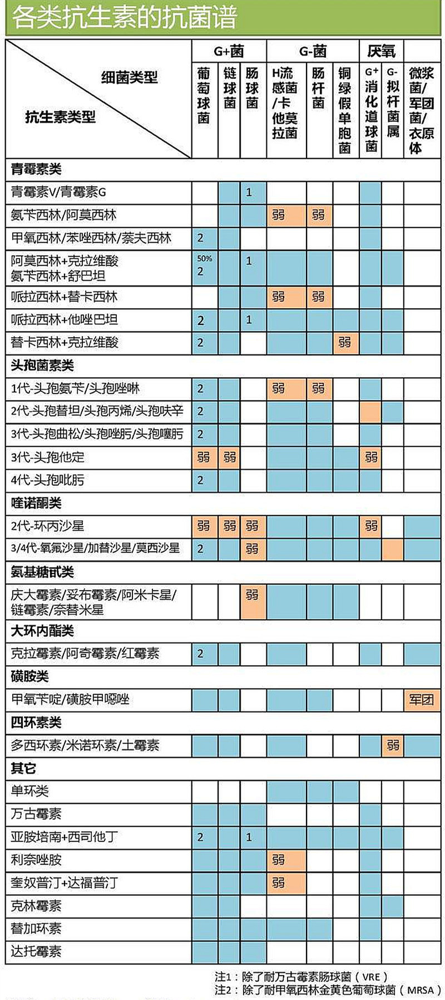 各类抗生素的抗菌谱
细菌类型
抗生素类型
G+菌
G-菌
厌氧
葡萄球菌
链球菌
肠球菌
H流
感菌
/卡
他莫
拉菌
肠杆菌
铜绿假单胞菌
G+
消化道球菌
G-
拟杆菌属
微浆
菌/
军团
菌/
衣原
体
青霉素类
青霉素V/青霉素G 1
氨苄西林/阿莫西林 弱 弱
甲氧西林/苯唑西林/萘夫西林 2
阿莫西林+克拉维酸 50% 1
氨苄西林+舒巴坦 2
哌拉西林+替卡西林 弱 弱
哌拉西林+他唑巴坦 2 1
替卡西林+克拉维酸 2 弱
头孢菌素类
1代-头孢氨苄/头孢唑啉 2 弱 弱
2代-头孢替坦/头孢丙烯/头孢呋辛 2
3代-头孢曲松/头孢唑肟/头孢噻肟 2
3代-头孢他定 弱 弱 弱
4代-头孢吡肟 2
喹诺酮类
2代-环丙沙星 弱 弱 弱 弱
3/4代-氧氟沙星/加替沙星/莫西沙星 2 弱
氨基糖甙类
庆大霉素/妥布霉素/阿米卡星/ 弱
链霉素/奈替米星
大环内酯类
克拉霉素/阿奇霉素/红霉素 2
磺胺类
甲氧苄啶/磺胺甲噁唑 军团
四环素类
多西环素/米诺环素/土霉素 弱
其它
单环类
万古霉素
亚胺培南+西司他丁 2 1
利奈唑胺 弱
奎奴普汀+达福普汀 弱
克林霉素
替加环素
达托霉素
注1：除了耐万古霉素肠球菌（VRE）
注2：除了耐甲氧西林金黄色葡萄球菌（MRSA）